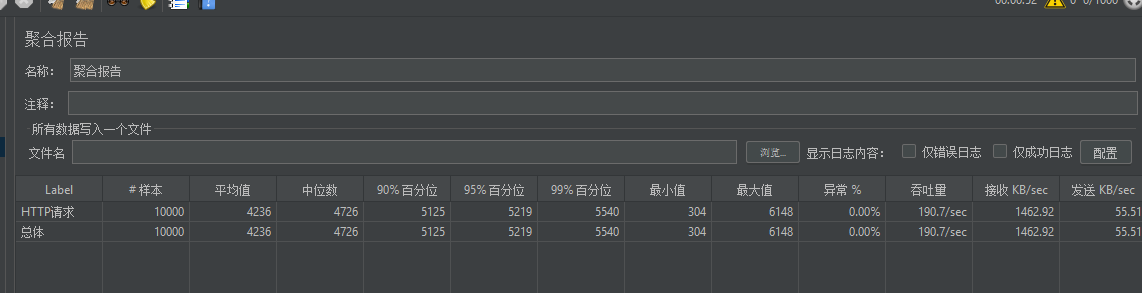 00:00:52 0 0/1000
聚合报告
名称： 聚合报告
注释：
所有数据写入一个文件
文件名 浏览... 显示日志内容： 仅错误日志 仅成功日志 配置
Label # 样本 平均值 中位数 90% 百分位 95% 百分位 99% 百分位 最小值 最大值 异常 % 吞吐量 接收 KB/sec 发送 KB/sec
HTTP请求 10000 4236 4726 5125 5219 5540 304 6148 0.00% 190.7/sec 1462.92 55.51
总体 10000 4236 4726 5125 5219 5540 304 6148 0.00% 190.7/sec 1462.92 55.51